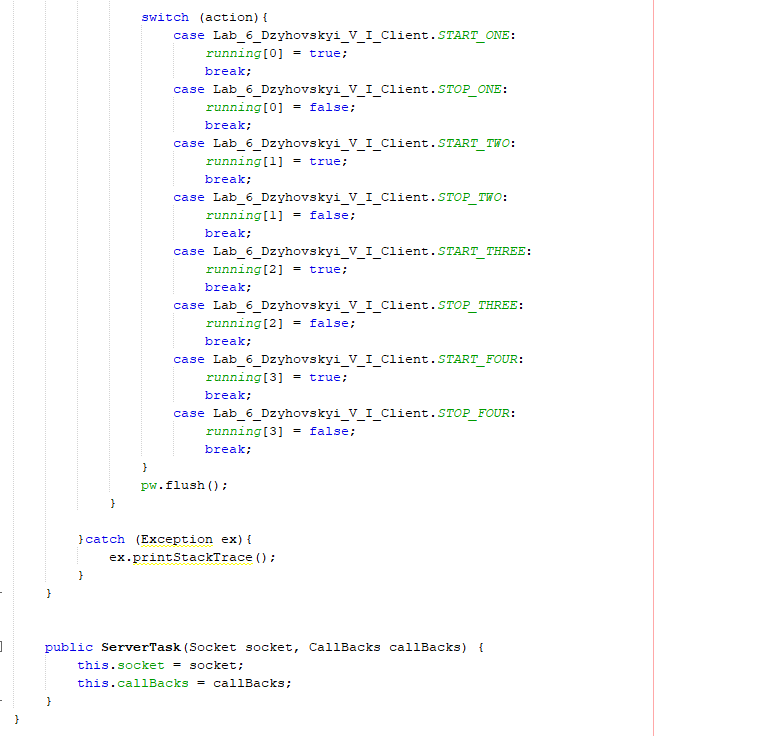 switch (action){
case Lab_6_Dzyhovskyi_V_I_Client.START_ONE:
running[0] = true;
break;
case Lab_6_Dzyhovskyi_V_I_Client.STOP_ONE:
running[0] = false;
break;
case Lab_6_Dzyhovskyi_V_I_Client.START_TWO:
running[1] = true;
break;
case Lab_6_Dzyhovskyi_V_I_Client.STOP_TWO:
running[1] = false;
break;
case Lab_6_Dzyhovskyi_V_I_Client.START_THREE:
running[2] = true;
break;
case Lab_6_Dzyhovskyi_V_I_Client.STOP_THREE:
running[2] = false;
break;
case Lab_6_Dzyhovskyi_V_I_Client.START_FOUR:
running[3] = true;
break;
case Lab_6_Dzyhovskyi_V_I_Client.STOP_FOUR:
running[3] = false;
break;
}
pw.flush();
}
}catch (Exception ex){
ex.printStackTrace();
}
}
public ServerTask(Socket socket, CallBacks callBacks) {
this.socket = socket;
this.callBacks = callBacks;
}
}